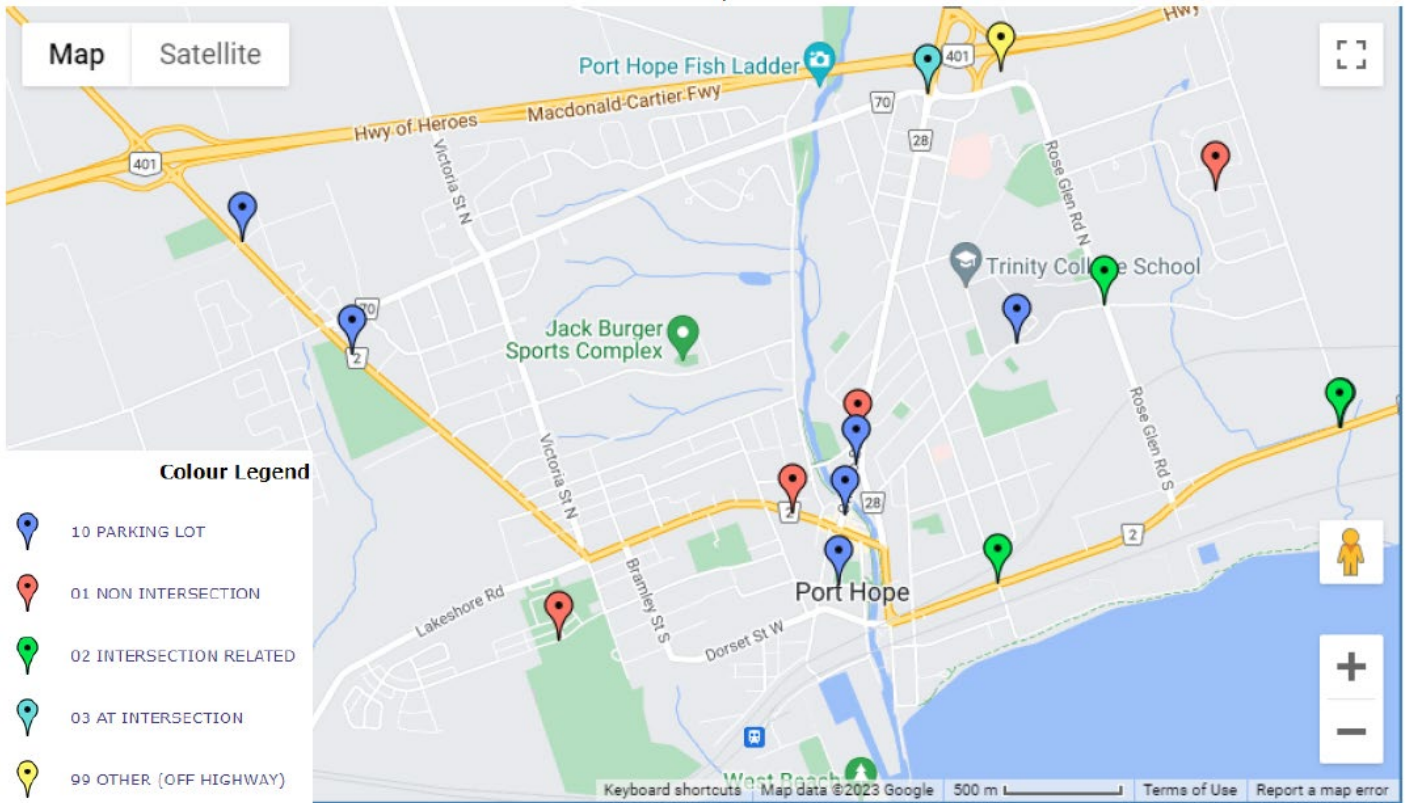 Map Satellite
Port Hope Fish Ladder
401
Hwy
Macdonald-Cartier Fwy
Hwy of Heroes
70
28
401
Victoria St N
Rose Glen Rd N
Trinity College School
70
2
Jack Burger
Sports Complex
Rose Glen Rd S
Victoria St N
2
28
2
Colour Legend
10 PARKING LOT
01 NON INTERSECTION
02 INTERSECTION RELATED
03 AT INTERSECTION
99 OTHER (OFF HIGHWAY)
Bramley St S
Port Hope
Lakeshore Rd
Dorset St W
West Beach
Keyboard shortcuts Map data ©2023 Google 500 m Terms of Use Report a map error